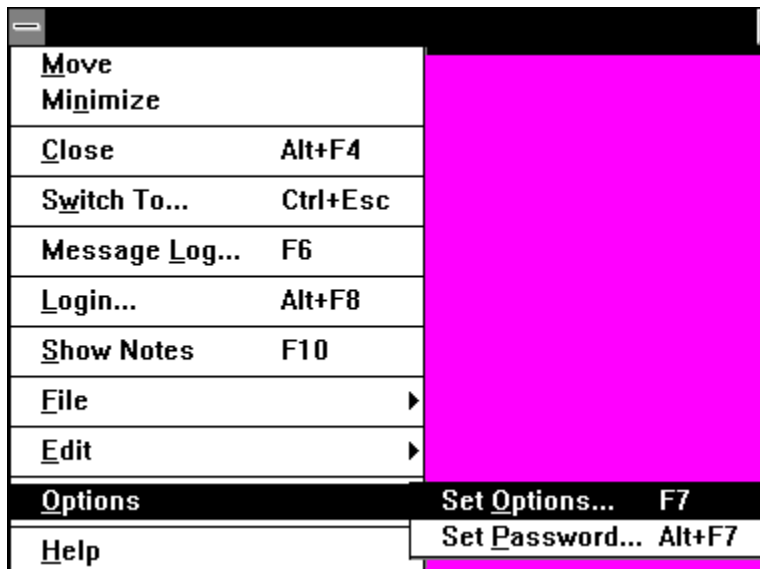 Move
Minimize
Close Alt+F4
Switch To... Ctrl+Esc
Message Log... F6
Login... Alt+F8
Show Notes F10
File
Edit
Options Set Options... F7
Set Password... Alt+F7
Help